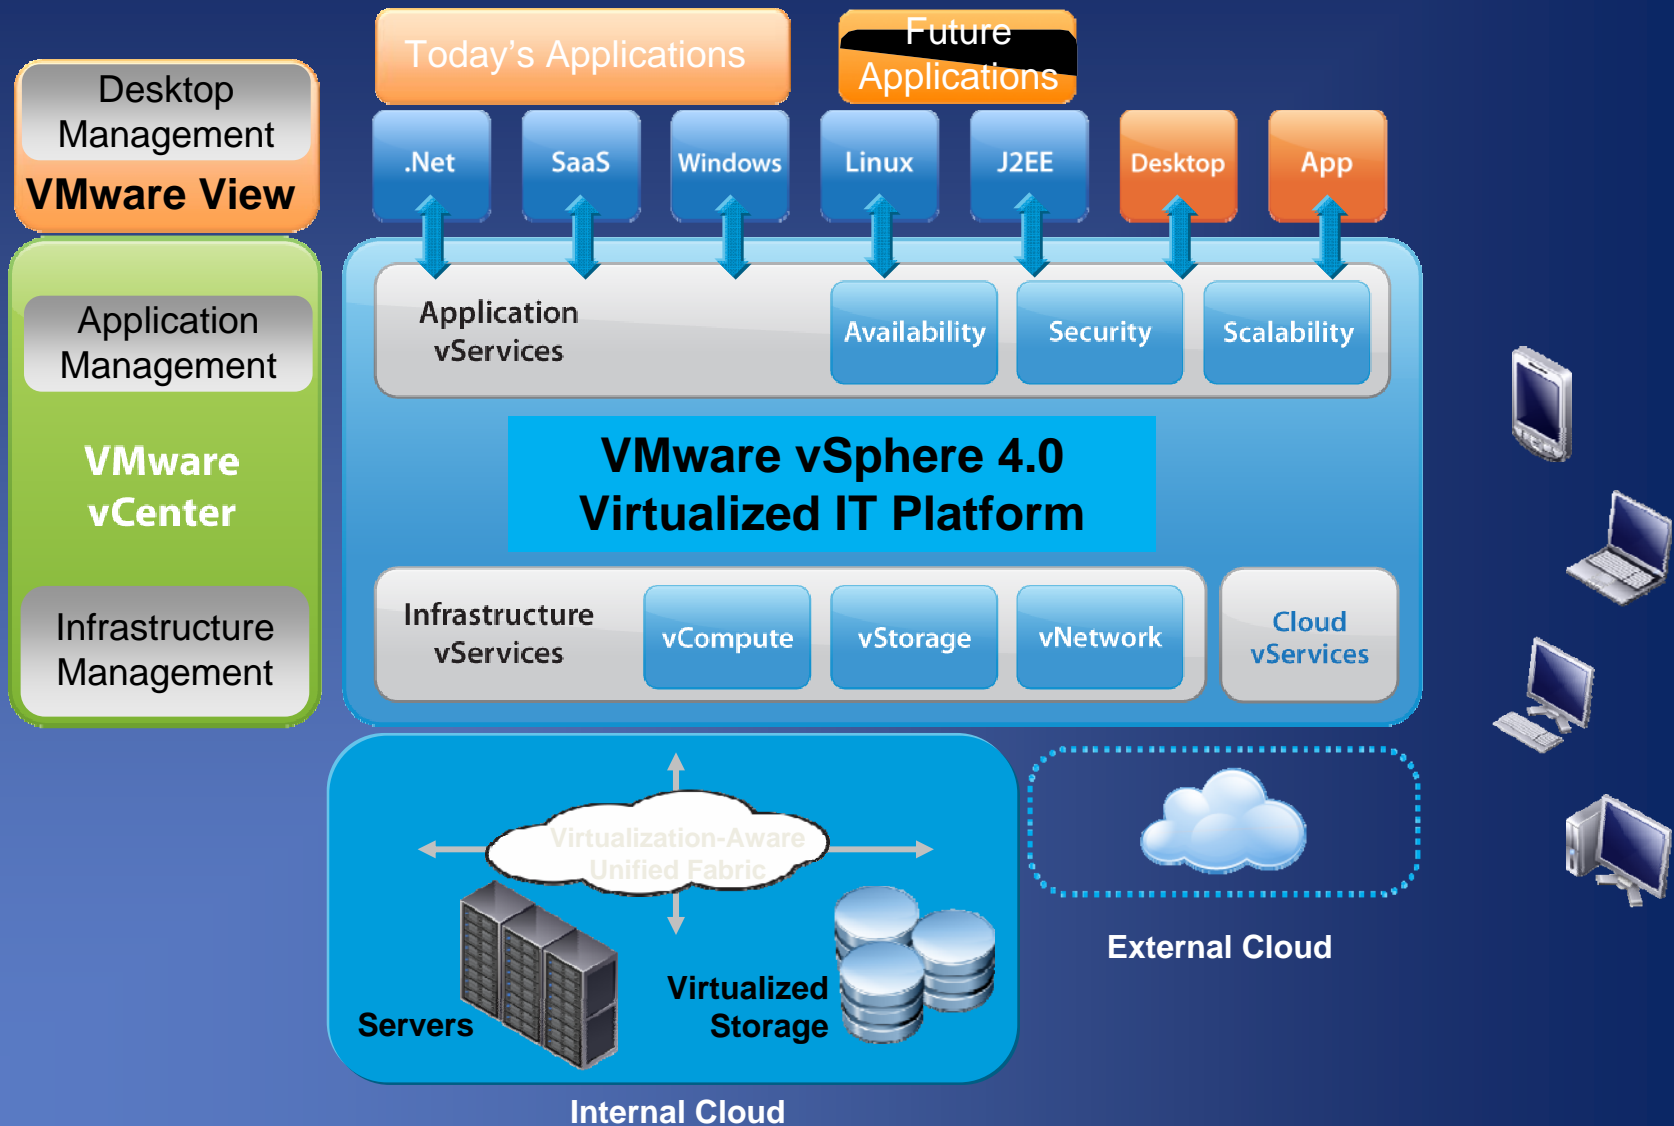 Today's Applications
Future
Applications
Desktop
Management
VMware View
.Net
SaaS
Windows
Linux
J2EE
Desktop
App
Application
Management
VMware
vCenter
Infrastructure
Management
Application
vServices
Availability
Security
Scalability
VMware vSphere 4.0
Virtualized IT Platform
Infrastructure
vServices
vCompute
vStorage
vNetwork
Cloud
vServices
Virtualization-Aware
Unified Fabric
Servers
Virtualized
Storage
Internal Cloud
External Cloud